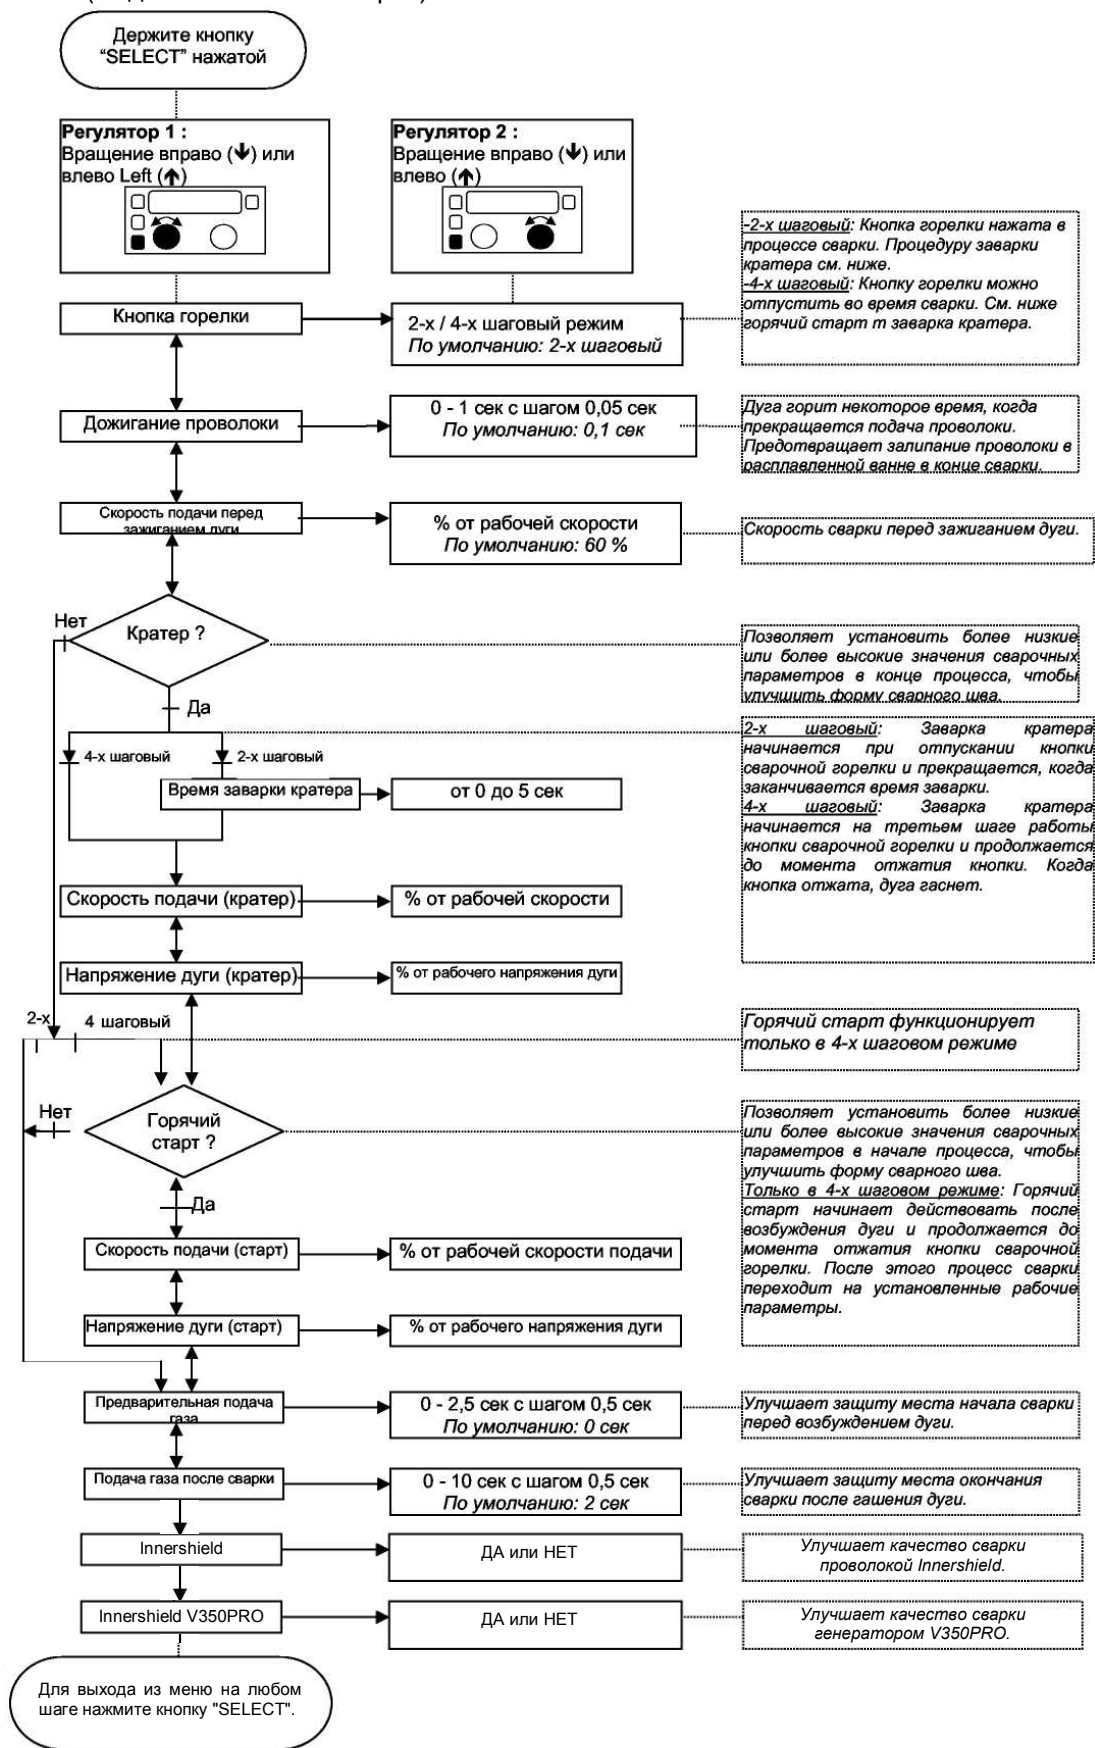 Держите кнопку
“SELECT” нажатой
Регулятор 1 :
Вращение вправо (🡻) или
влево Left (🡹)
Регулятор 2 :
Вращение вправо (🡻) или
влево (🡹)
Кнопка горелки
2-х / 4-х шаговый режим
По умолчанию: 2-х шаговый
-2-х шаговый: Кнопка горелки нажата в
процессе сварки. Процедуру заварки
кратера см. ниже.
-4-х шаговый: Кнопку горелки можно
отпустить во время сварки. См. ниже
горячий старт т заварка кратера.
Дожигание проволоки
0 - 1 сек с шагом 0,05 сек
По умолчанию: 0,1 сек
Дуга горит некоторое время, когда
прекращается подача проволоки.
Предотвращает залипание проволоки в
расплавленной ванне в конце сварки.
Скорость подачи перед
зажиганием дуги
% от рабочей скорости
По умолчанию: 60 %
Скорость сварки перед зажиганием дуги.
Нет
Кратер ?
Позволяет установить более низкие
или более высокие значения сварочных
параметров в конце процесса, чтобы
улучшить форму сварного шва.
Да
4-х шаговый
2-х шаговый
Время заварки кратера
от 0 до 5 сек
2-х шаговый: Заварка кратера
начинается при отпускании кнопки
сварочной горелки и прекращается, когда
заканчивается время заварки.
4-х шаговый: Заварка кратера
начинается на третьем шаге работы
кнопки сварочной горелки и продолжается
до момента отжатия кнопки. Когда
кнопка отжата, дуга гаснет.
Скорость подачи (кратер)
% от рабочей скорости
Напряжение дуги (кратер)
% от рабочего напряжения дуги
2-х
4 шаговый
Горячий старт функционирует
только в 4-х шаговом режиме
Нет
Горячий
старт ?
Позволяет установить более низкие
или более высокие значения сварочных
параметров в начале процесса, чтобы
улучшить форму сварного шва.
Только в 4-х шаговом режиме: Горячий
старт начинает действовать после
возбуждения дуги и продолжается до
момента отжатия кнопки сварочной
горелки. После этого процесс сварки
переходит на установленные рабочие
параметры.
Да
Скорость подачи (старт)
% от рабочей скорости подачи
Напряжение дуги (старт)
% от рабочего напряжения дуги
Предварительная подача
газа
0 - 2,5 сек с шагом 0,5 сек
По умолчанию: 0 сек
Улучшает защиту места начала сварки
перед возбуждением дуги.
Подача газа после сварки
0 - 10 сек с шагом 0,5 сек
По умолчанию: 2 сек
Улучшает защиту места окончания
сварки после гашения дуги.
Innershield
ДА или НЕТ
Улучшает качество сварки
проволокой Innershield.
Innershield V350PRO
ДА или НЕТ
Улучшает качество сварки
генератором V350PRO.
Для выхода из меню на любом
шаге нажмите кнопку "SELECT".